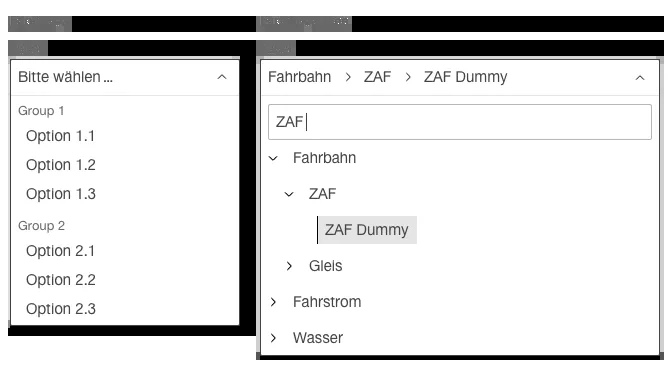 Bitte wählen ...
Group 1
Option 1.1
Option 1.2
Option 1.3
Group 2
Option 2.1
Option 2.2
Option 2.3
Fahrbahn > ZAF > ZAF Dummy
ZAF
Fahrbahn
ZAF
ZAF Dummy
Gleis
Fahrstrom
Wasser